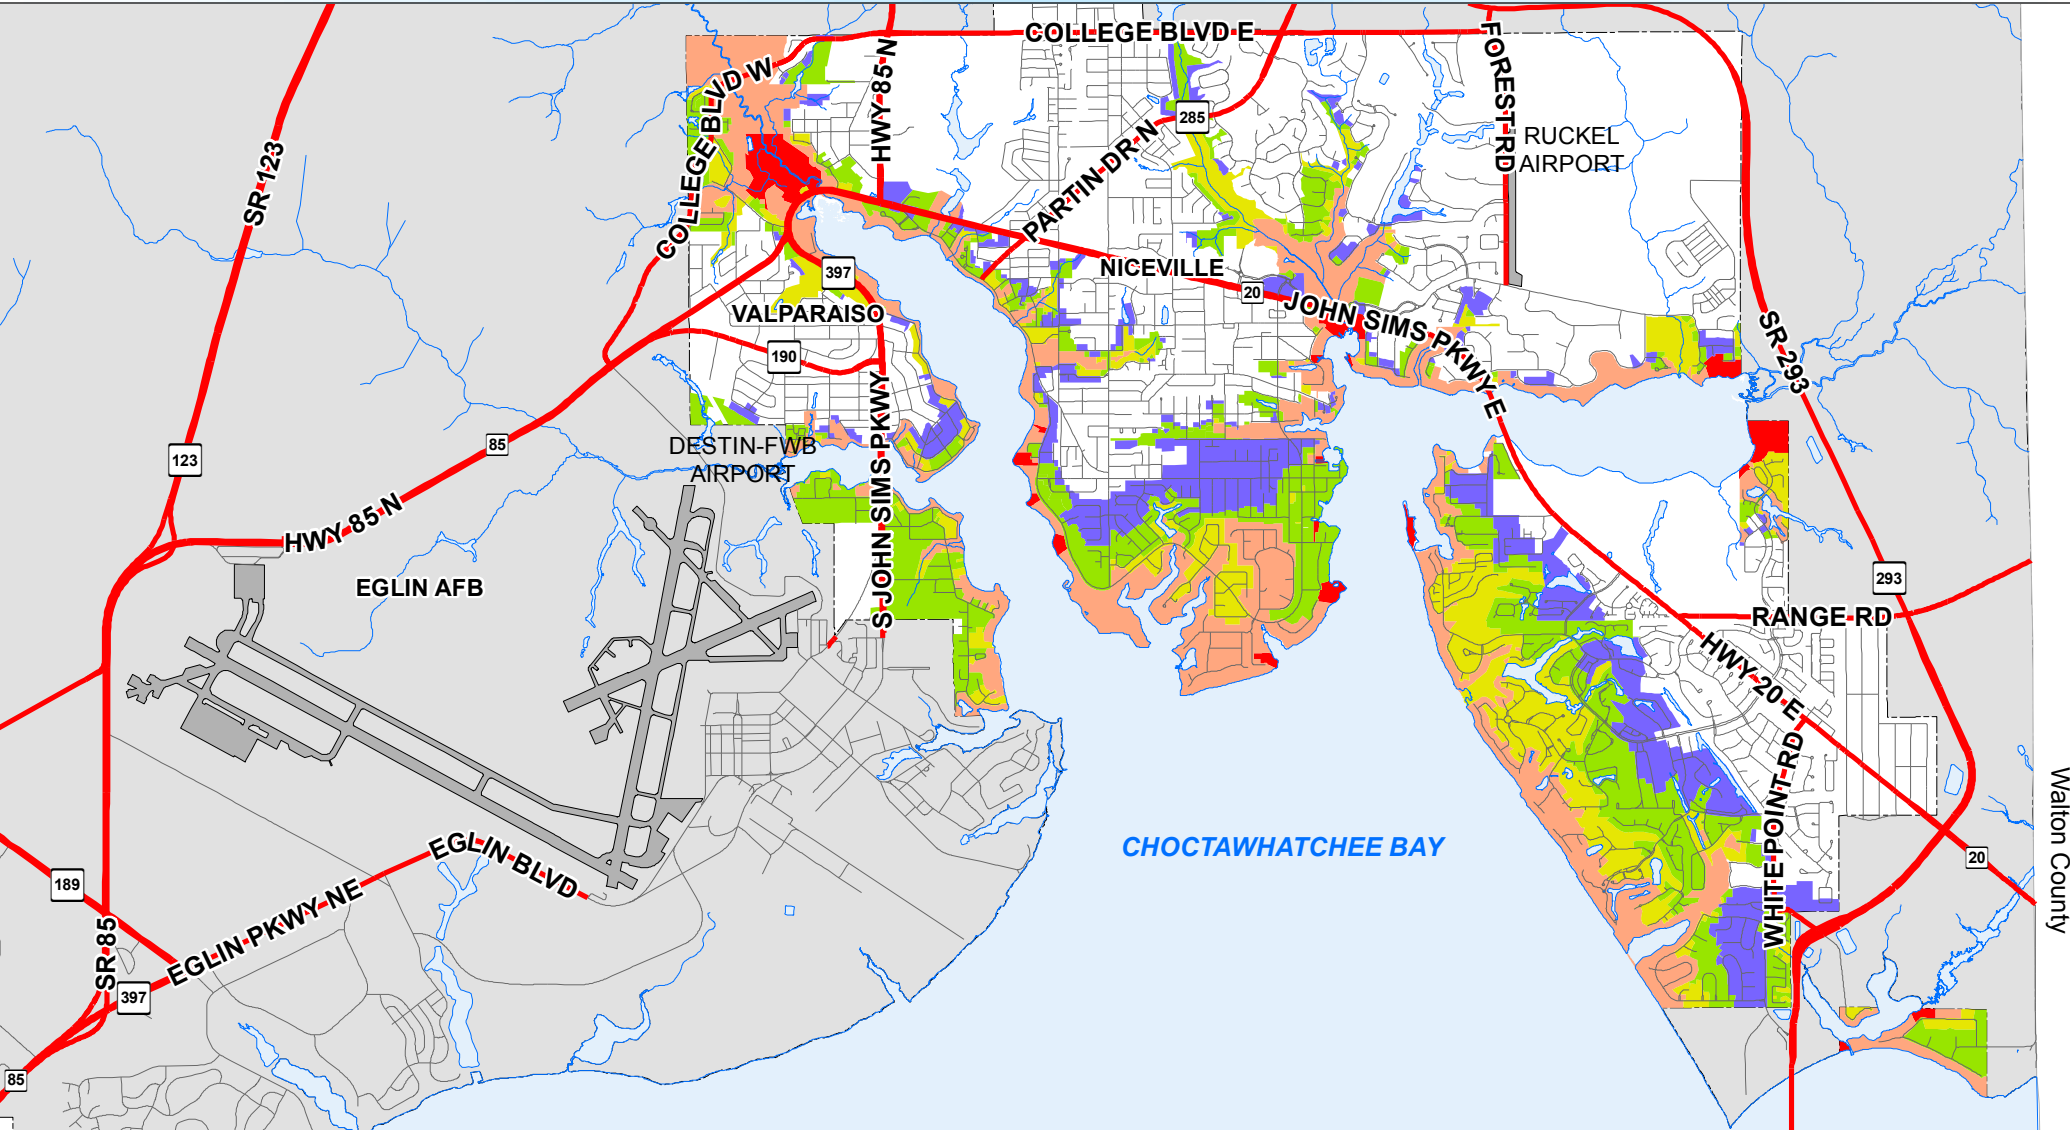 COLLEGE BLVD E
COLLEGE BLVD W
HWY 85 N
FOREST RD
285
RUCKEL
AIRPORT
PARTIN DR N
SR 123
397
NICEVILLE
20
JOHN SIMS PKWY E
VALPARAISO
190
SR 293
S JOHN SIMS PKWY
DESTIN-FWB
AIRPORT
123
85
HWY 85 N
EGLIN AFB
293
RANGE RD
HWY 20 E
WHITE POINT RD
Walton County
CHOCTAWHATCHEE BAY
EGLIN BLVD
20
189
EGLIN PKWY NE
SR 85
397
85